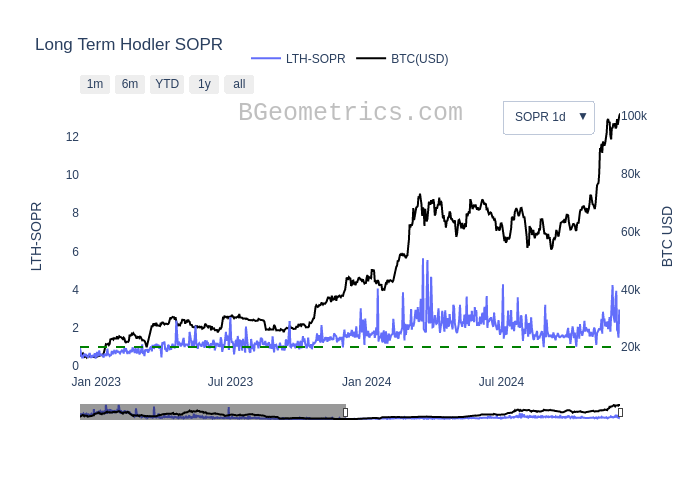 Long Term Hodler SOPR
LTH-SOPR
BTC(USD)
1m
6m
YTD
1y
all
BGeometrics.com
SOPR 1d ▼
12
10
8
6
4
2
0
LTH-SOPR
100k
80k
60k
40k
20k
BTC USD
Jan 2023
Jul 2023
Jan 2024
Jul 2024